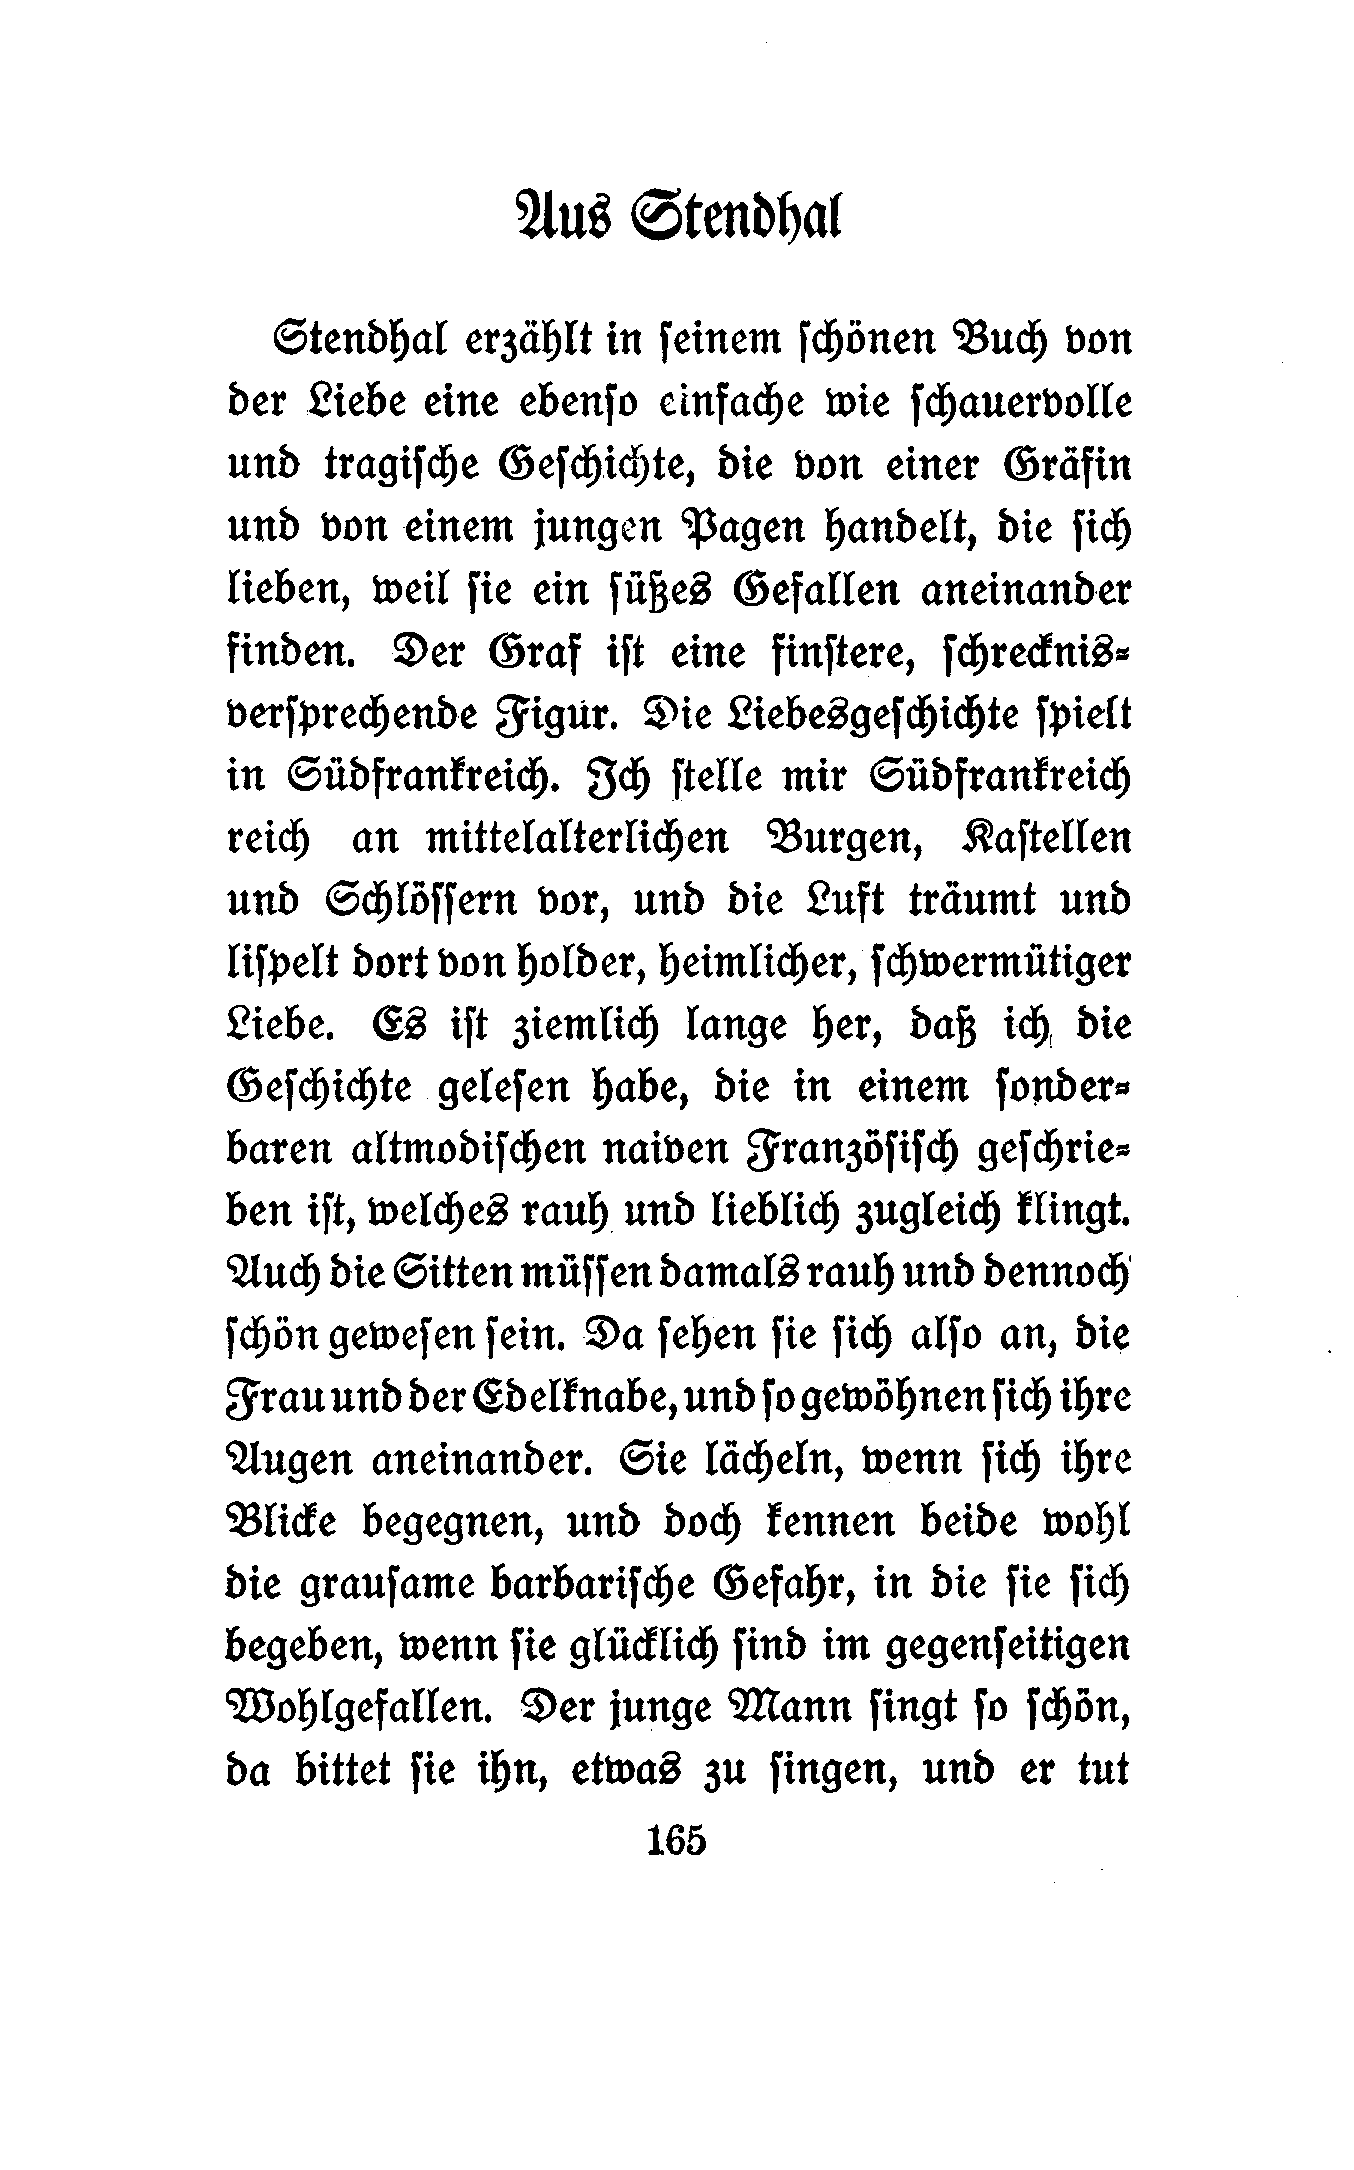 Aus Stendhal
Stendhal erzählt in seinem schönen Buch von
der Liebe eine ebenso einfache wie schauervolle
und tragische Geschichte, die von einer Gräfin
und von einem jungen Pagen handelt, die sich
lieben, weil sie ein süßes Gefallen aneinander
finden. Der Graf ist eine finstere, schrecknis-
versprechende Figur. Die Liebesgeschichte spielt
in Südfrankreich. Ich stelle mir Südfrankreich
reich an mittelalterlichen Burgen, Kastellen
und Schlössern vor, und die Luft träumt und
lispelt dort von holder, heimlicher, schwermütiger
Liebe. Es ist ziemlich lange her, daß ich die
Geschichte gelesen habe, die in einem sonder-
baren altmodischen naiven Französisch geschrie-
ben ist, welches rauh und lieblich zugleich klingt.
Auch die Sitten müssen damals rauh und dennoch
schön gewesen sein. Da sehen sie sich also an, die
Frau und der Edelknabe, und so gewöhnen sich ihre
Augen aneinander. Sie lächeln, wenn sich ihre
Blicke begegnen, und doch kennen beide wohl
die grausame barbarische Gefahr, in die sie sich
begeben, wenn sie glücklich sind im gegenseitigen
Wohlgefallen. Der junge Mann singt so schön,
da bittet sie ihn, etwas zu singen, und er tut
165